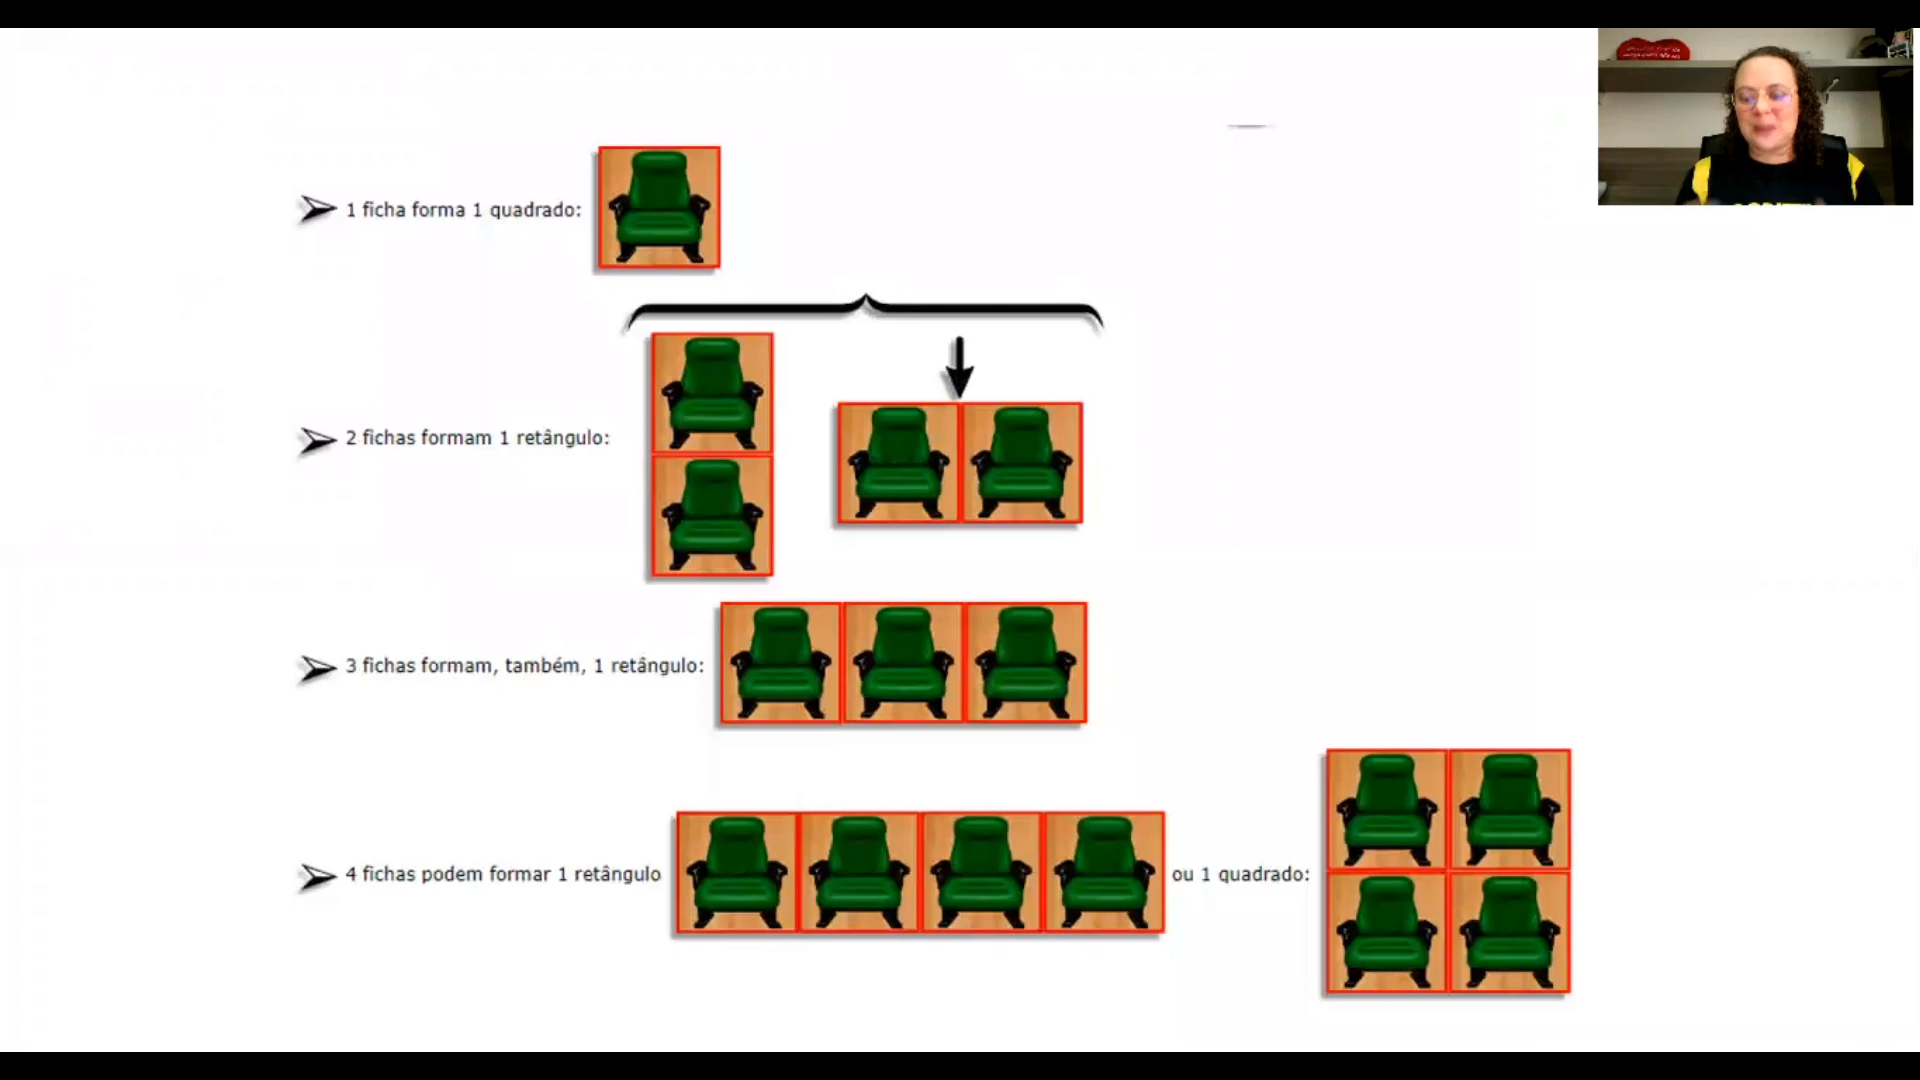 1 ficha forma 1 quadrado:
2 fichas formam 1 retângulo:
3 fichas formam, também, 1 retângulo:
4 fichas podem formar 1 retângulo
ou 1 quadrado: